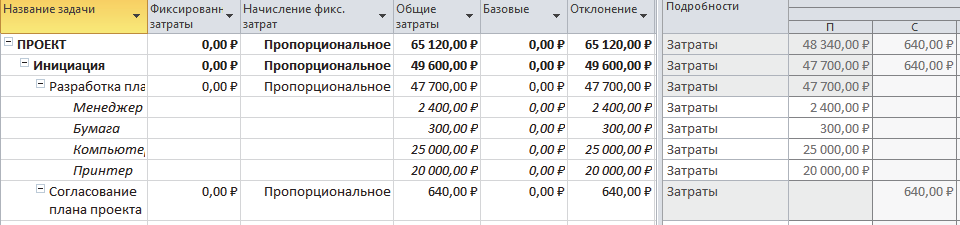 Название задачи Фиксированн затраты Начисление фикс. затрат Общие затраты Базовые Отклонение Подробности П С
ПРОЕКТ 0,00 ₽ Пропорциональное 65 120,00 ₽ 0,00 ₽ 65 120,00 ₽ Затраты 48 340,00 ₽ 640,00 ₽
Инициация 0,00 ₽ Пропорциональное 49 600,00 ₽ 0,00 ₽ 49 600,00 ₽ Затраты 47 700,00 ₽ 640,00 ₽
Разработка пла 0,00 ₽ Пропорциональное 47 700,00 ₽ 0,00 ₽ 47 700,00 ₽ Затраты 47 700,00 ₽
Менеджер 2 400,00 ₽ 0,00 ₽ 2 400,00 ₽ Затраты 2 400,00 ₽
Бумага 300,00 ₽ 0,00 ₽ 300,00 ₽ Затраты 300,00 ₽
Компьюте 25 000,00 ₽ 0,00 ₽ 25 000,00 ₽ Затраты 25 000,00 ₽
Принтер 20 000,00 ₽ 0,00 ₽ 20 000,00 ₽ Затраты 20 000,00 ₽
Согласование 0,00 ₽ Пропорциональное 640,00 ₽ 0,00 ₽ 640,00 ₽ Затраты 640,00 ₽
плана проекта